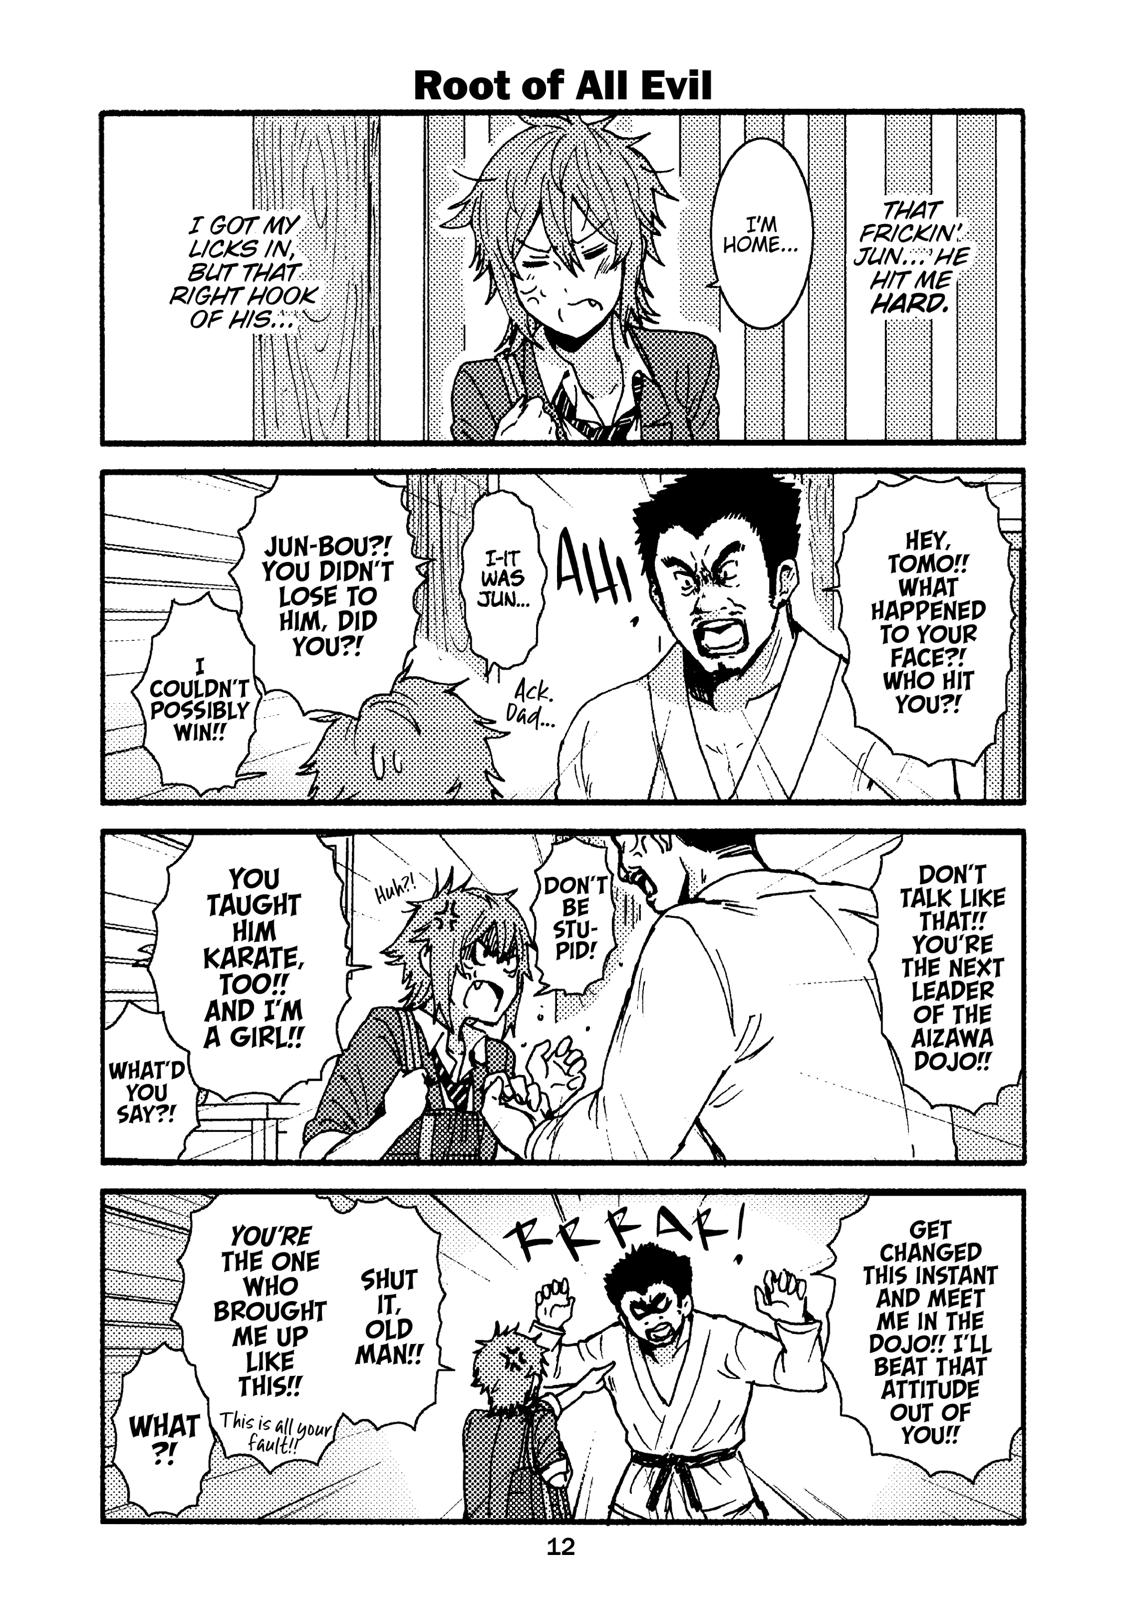 Root of All Evil
THAT
FRICKIN'
JUN... HE
HIT ME
HARD.
I'M
HOME...
I GOT MY
LICKS IN,
BUT THAT
RIGHT HOOK
OF HIS...
HEY,
TOMO!!
WHAT
HAPPENED
TO YOUR
FACE?!
WHO HIT
YOU?!
AH!
Ack.
Dad...
I-IT
WAS
JUN...
JUN-BOU?!
YOU DIDN'T
LOSE TO
HIM, DID
YOU?!
I
COULDN'T
POSSIBLY
WIN!!
DON'T
TALK LIKE
THAT!!
YOU'RE
THE NEXT
LEADER
OF THE
AIZAWA
DOJO!!
DON'T
BE
STU-
PID!
Huh?!
YOU
TAUGHT
HIM
KARATE,
TOO!!
AND I'M
A GIRL!!
WHAT'D
YOU
SAY?!
GET
CHANGED
THIS INSTANT
AND MEET
ME IN THE
DOJO!! I'LL
BEAT THAT
ATTITUDE
OUT OF
YOU!!
RRRRAR!
SHUT
IT,
OLD
MAN!!
YOU'RE
THE ONE
WHO
BROUGHT
ME UP
LIKE
THIS!!
This is all your
fault!!
WHAT
?!
12